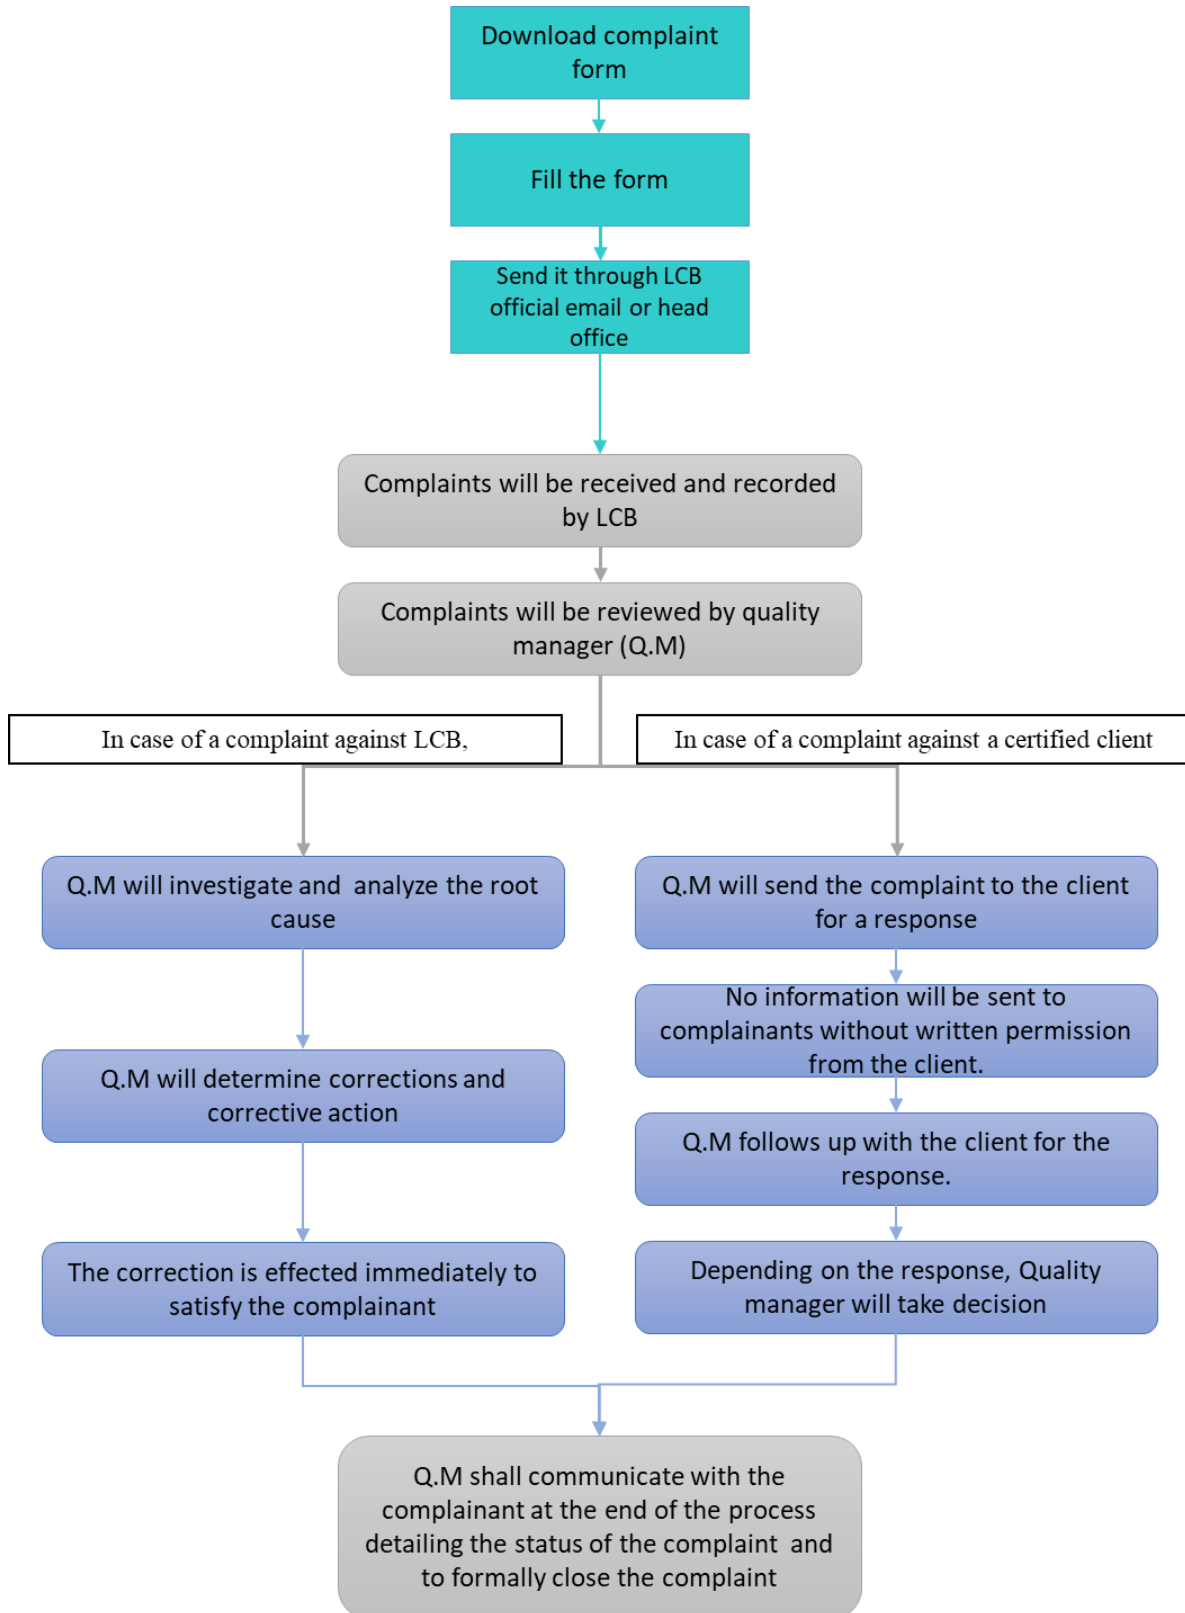 Download complaint
form
Fill the form
Send it through LCB
official email or head
office
Complaints will be received and recorded
by LCB
Complaints will be reviewed by quality
manager (Q.M)
In case of a complaint against LCB,
In case of a complaint against a certified client
Q.M will investigate and  analyze the root
cause
Q.M will determine corrections and
corrective action
The correction is effected immediately to
satisfy the complainant
Q.M will send the complaint to the client
for a response
No information will be sent to
complainants without written permission
from the client.
Q.M follows up with the client for the
response.
Depending on the response, Quality
manager will take decision
Q.M shall communicate with the
complainant at the end of the process
detailing the status of the complaint  and
to formally close the complaint